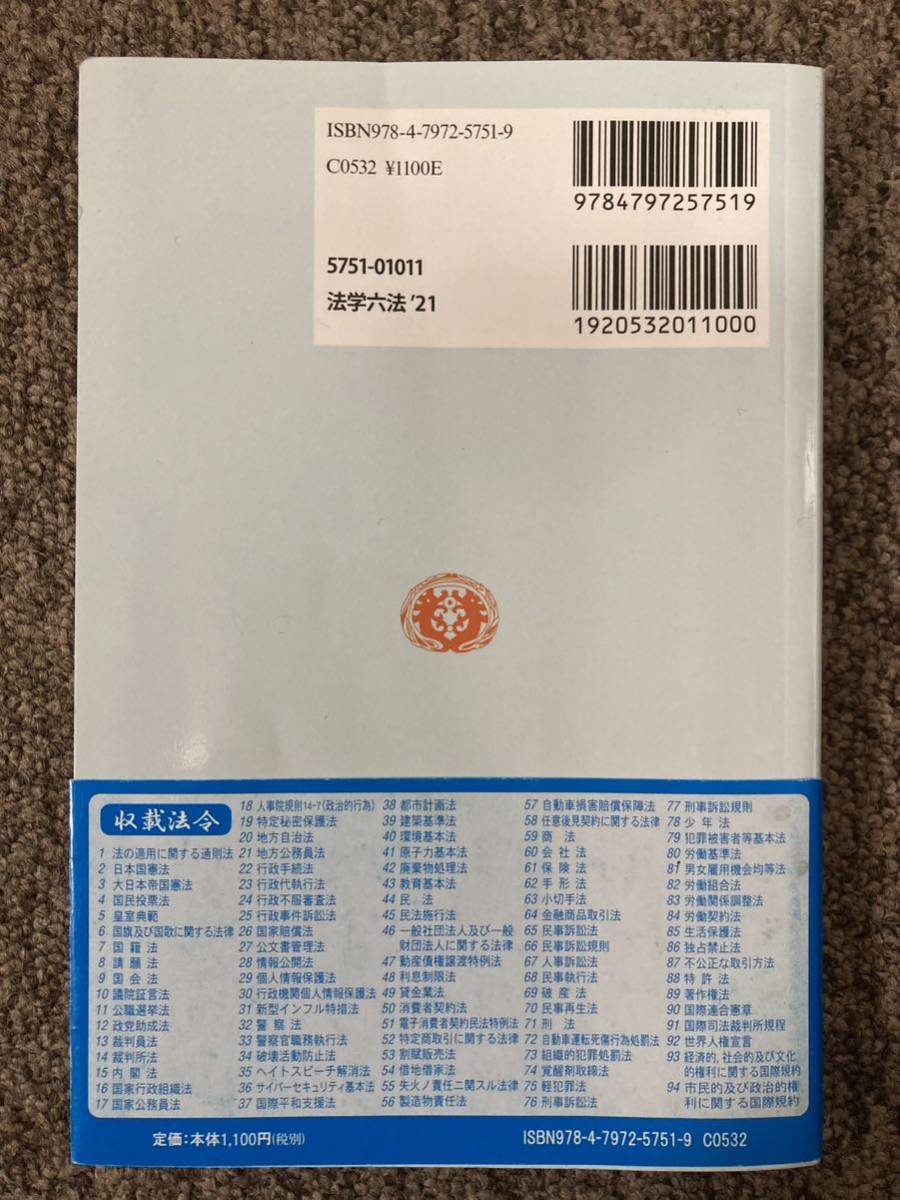 ISBN978-4-7972-5751-9
C0532 ¥1100E
9784797257519
5751-01011
法学六法 '21
1920532011000
収載法令
1 法の適用に関する通則法
2 日本国憲法
3 大日本帝国憲法
4 国民投票法
5 皇室典範
6 国旗及び国歌に関する法律
7 国籍法
8 請願法
9 国会法
10 議院証言法
11 公職選挙法
12 政党助成法
13 裁判員法
14 裁判所法
15 内閣法
16 国家行政組織法
17 国家公務員法
18 人事院規則14-7(政治的行為)
19 特定秘密保護法
20 地方自治法
21 地方公務員法
22 行政手続法
23 行政代執行法
24 行政不服審査法
25 行政事件訴訟法
26 国家賠償法
27 公文書管理法
28 情報公開法
29 個人情報保護法
30 行政機関個人情報保護法
31 新型インフル特措法
32 警察法
33 警察官職務執行法
34 破壊活動防止法
35 ヘイトスピーチ解消法
36 サイバーセキュリティ基本法
37 国際平和支援法
38 都市計画法
39 建築基準法
40 環境基本法
41 原子力基本法
42 廃棄物処理法
43 教育基本法
44 民法
45 民法施行法
46 一般社団法人及び一般
財団法人に関する法律
47 動産債権譲渡特例法
48 利息制限法
49 貸金業法
50 消費者契約法
51 電子消費者契約民法特例法
52 特定商取引に関する法律
53 割賦販売法
54 借地借家法
55 失火ノ責任ニ関スル法律
56 製造物責任法
57 自動車損害賠償保障法
58 任意後見契約に関する法律
59 商法
60 会社法
61 保険法
62 手形法
63 小切手法
64 金融商品取引法
65 民事訴訟法
66 民事訴訟規則
67 人事訴訟法
68 民事執行法
69 破産法
70 民事再生法
71 刑法
72 自動車運転死傷行為処罰法
73 組織的犯罪処罰法
74 覚醒剤取締法
75 軽犯罪法
76 刑事訴訟法
77 刑事訴訟規則
78 少年法
79 犯罪被害者等基本法
80 労働基準法
81 男女雇用機会均等法
82 労働組合法
83 労働関係調整法
84 労働契約法
85 生活保護法
86 独占禁止法
87 不公正な取引方法
88 特許法
89 著作権法
90 国際連合憲章
91 国際司法裁判所規程
92 世界人権宣言
93 経済的,社会的及び文化
的権利に関する国際規約
94 市民的及び政治的権
利に関する国際規約
定価:本体1,100円(税別)
ISBN978-4-7972-5751-9 C0532